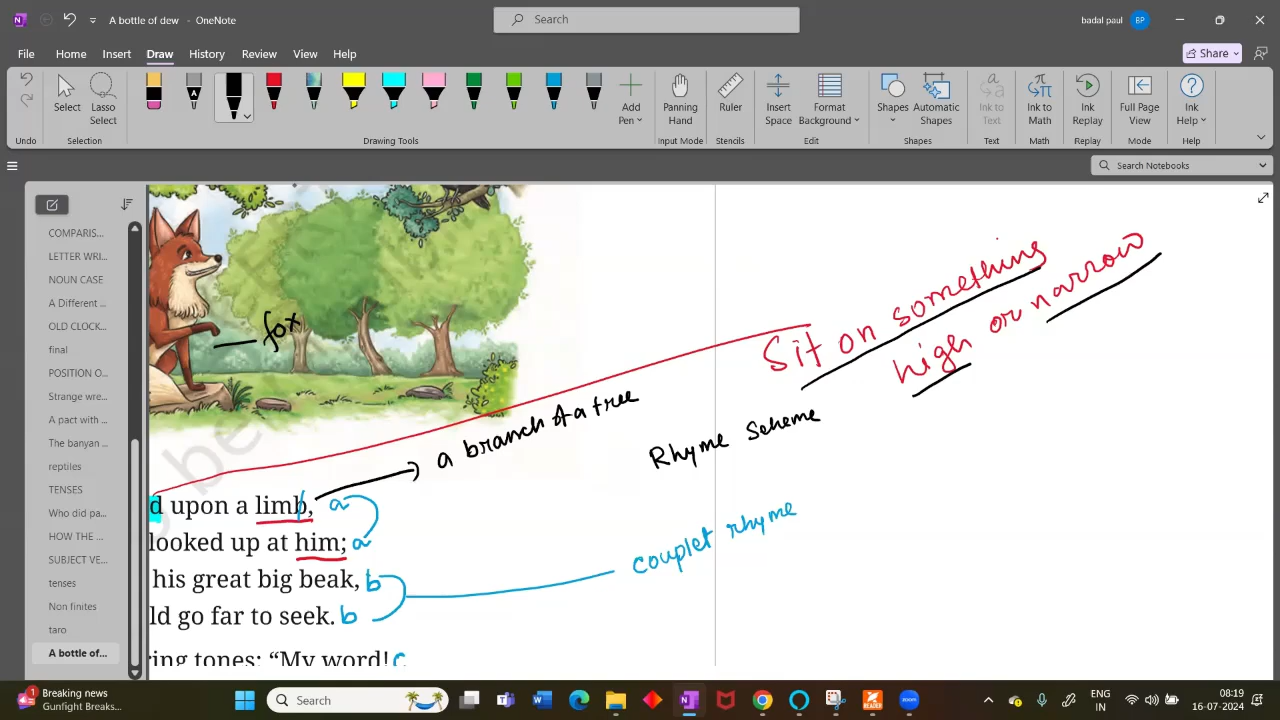 A bottle of dew - OneNote
Search
badal paul
BP
File Home Insert Draw History Review View Help
Share
Undo
Select
Lasso Select
Selection
A
Drawing Tools
Add Pen
Panning Hand
Input Mode
Ruler
Stencils
Insert Space
Format Background
Edit
Shapes
Automatic Shapes
Shapes
Ink to Text
Text
Ink to Math
Math
Ink Replay
Replay
Full Page View
Mode
Ink Help
Help
Search Notebooks
COMPARIS...
LETTER WRI...
NOUN CASE
A Different ...
OLD CLOCK...
final
POSITION O...
Strange wre...
A pact with ...
The banyan ...
reptiles
TENSES
Who did pa...
HOW THE ...
SUBJECT VE...
tenses
Non finites
taro
A bottle of...
fox
Sit on something
high or narrow
a branch of a tree
Rhyme Scheme
d upon a limb, a
looked up at him; a
his great big beak, b
ld go far to seek. b
couplet rhyme
ring tones: “My word! c
Breaking news
Gunfight Breaks...
1
Search
READER
ENG
IN
08:19
16-07-2024